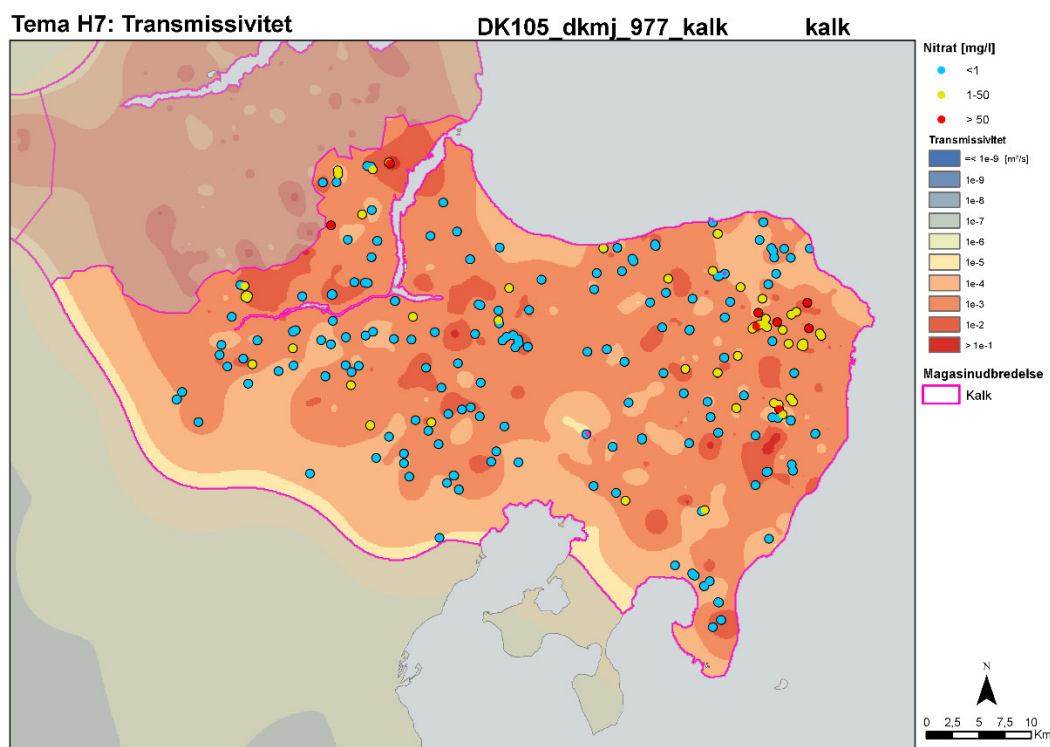 Tema H7: Transmissivitet
DK105_dkmj_977_kalk
kalk
Nitrat [mg/l]
<1
1-50
> 50
Transmissivitet
=< 1e-9 [m²/s]
1e-9
1e-8
1e-7
1e-6
1e-5
1e-4
1e-3
1e-2
> 1e-1
Magasinudbredelse
Kalk
N
0 2,5 5 7,5 10
Km